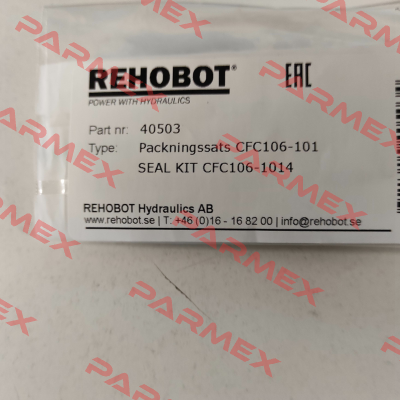 REHOBOT®
EAC
POWER WITH HYDRAULICS
Part nr: 40503
Type: Packningssats CFC106-101
SEAL KIT CFC106-1014
REHOBOT Hydraulics AB
www.rehobot.se | T: +46 (0)16 - 16 82 00 | info@rehobot.se
PARMEX
PARMEX
PARMEX
PARMEX
PARMEX
PARMEX